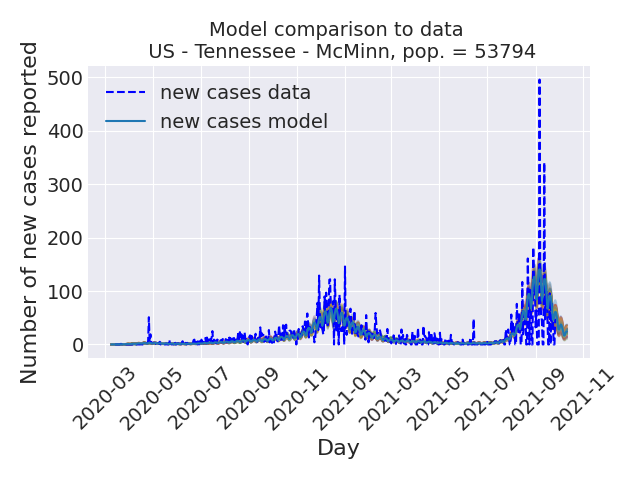 Model comparison to data
US - Tennessee - McMinn, pop. = 53794
Number of new cases reported
500
400
300
200
100
0
new cases data
new cases model
2020-03
2020-05
2020-07
2020-09
2020-11
2021-01
2021-03
2021-05
2021-07
2021-09
2021-11
Day